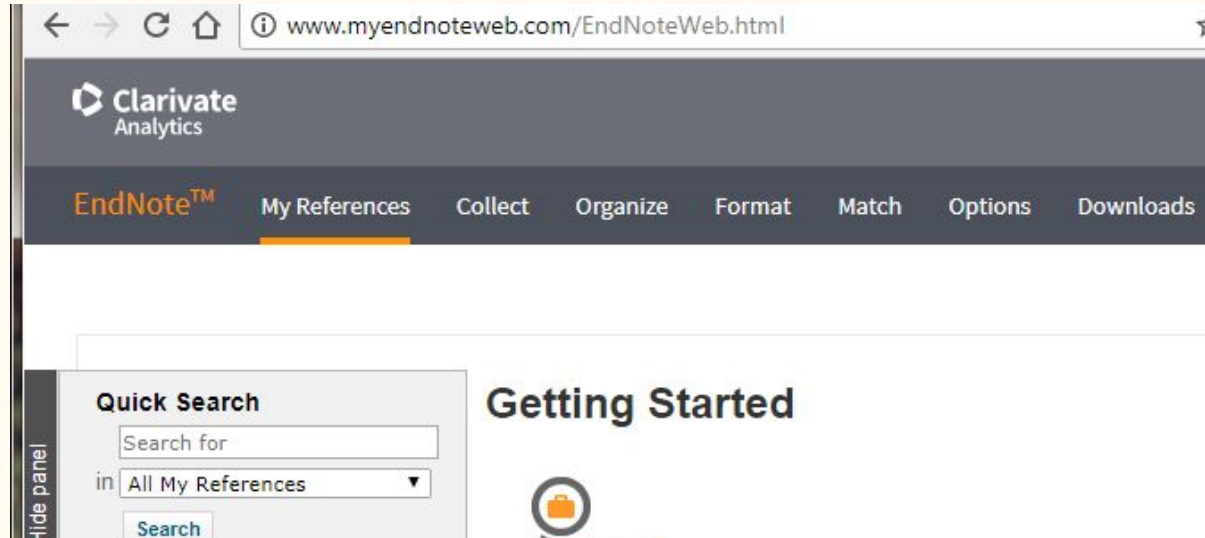 www.myendnoteweb.com/EndNoteWeb.html
Clarivate
Analytics
EndNote™ My References Collect Organize Format Match Options Downloads
Hide panel
Quick Search
Search for
in All My References
Search
Getting Started